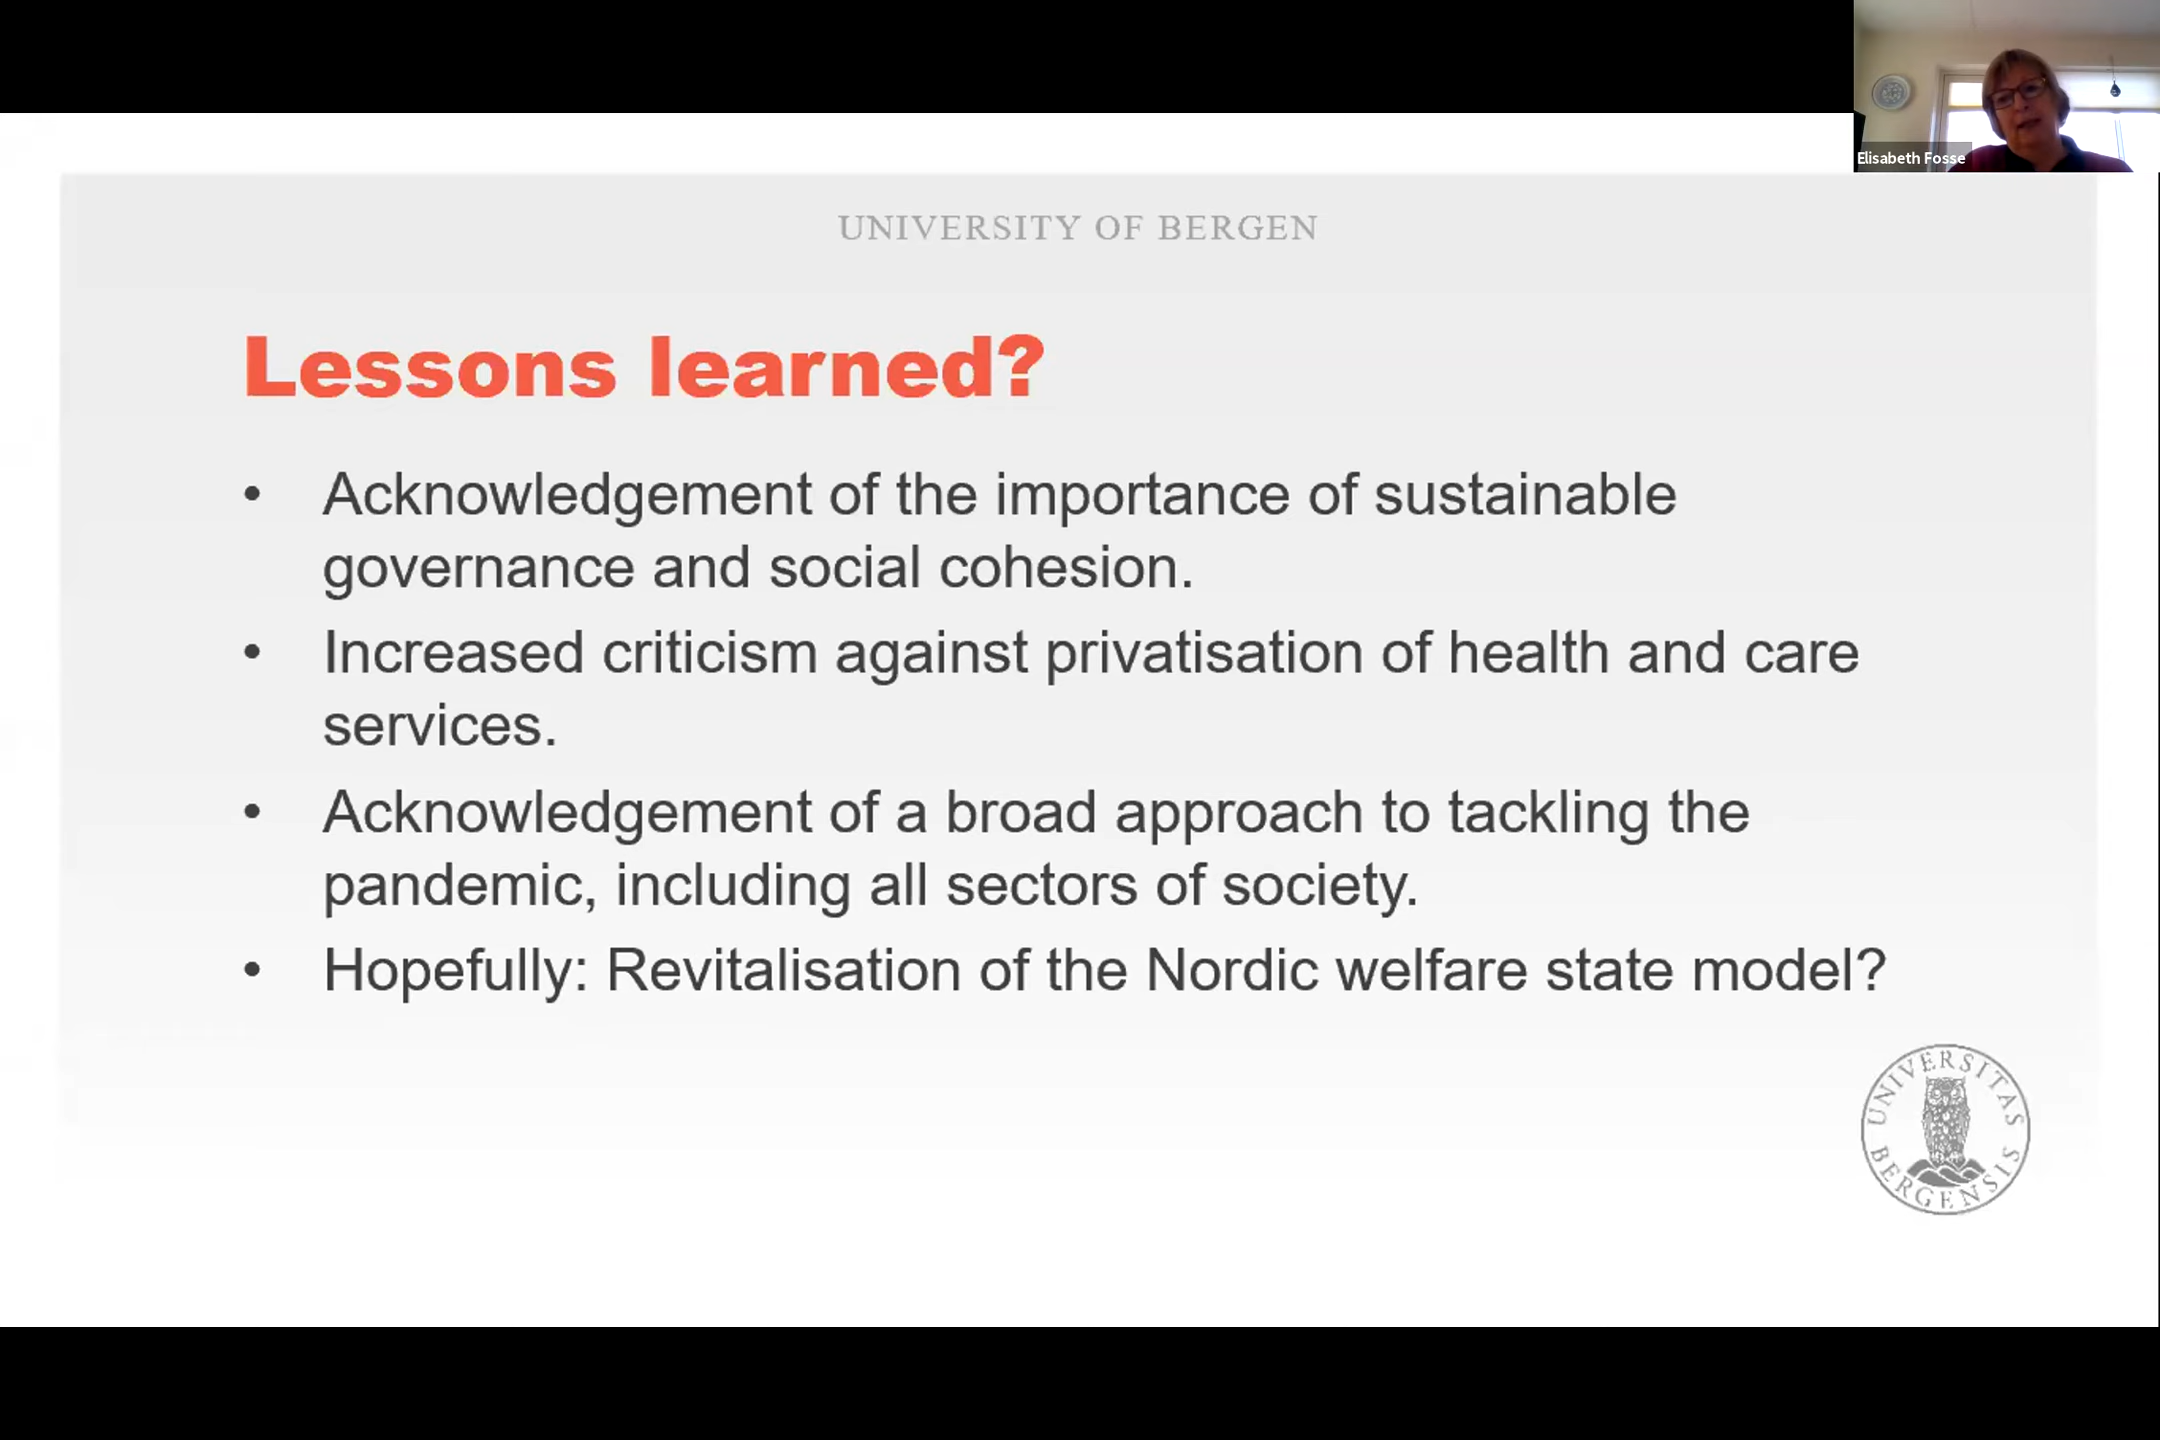 Elisabeth Fosse
UNIVERSITY OF BERGEN
Lessons learned?
• Acknowledgement of the importance of sustainable
governance and social cohesion.
• Increased criticism against privatisation of health and care
services.
• Acknowledgement of a broad approach to tackling the
pandemic, including all sectors of society.
• Hopefully: Revitalisation of the Nordic welfare state model?
UNIVERSITAS
BERGENSIS